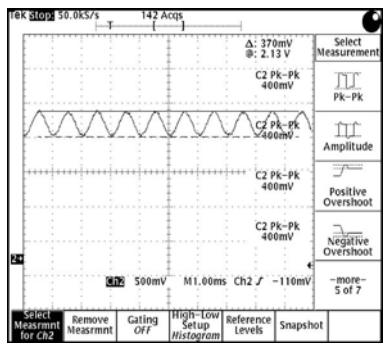 Tek Stop: 50.0kS/s 142 Acqs
T
Δ: 370mV
@: 2.13 V
C2 Pk-Pk
400mV
C2 Pk-Pk
400mV
C2 Pk-Pk
400mV
C2 Pk-Pk
400mV
2
Ch2 500mV M1.00ms Ch2 -110mV
Select
Measurement
Pk-Pk
Amplitude
Positive
Overshoot
Negative
Overshoot
-more-
5 of 7
Select
Measrmnt
for Ch2
Remove
Measrmnt
Gating
OFF
High-Low
Setup
Histogram
Reference
Levels
Snapshot